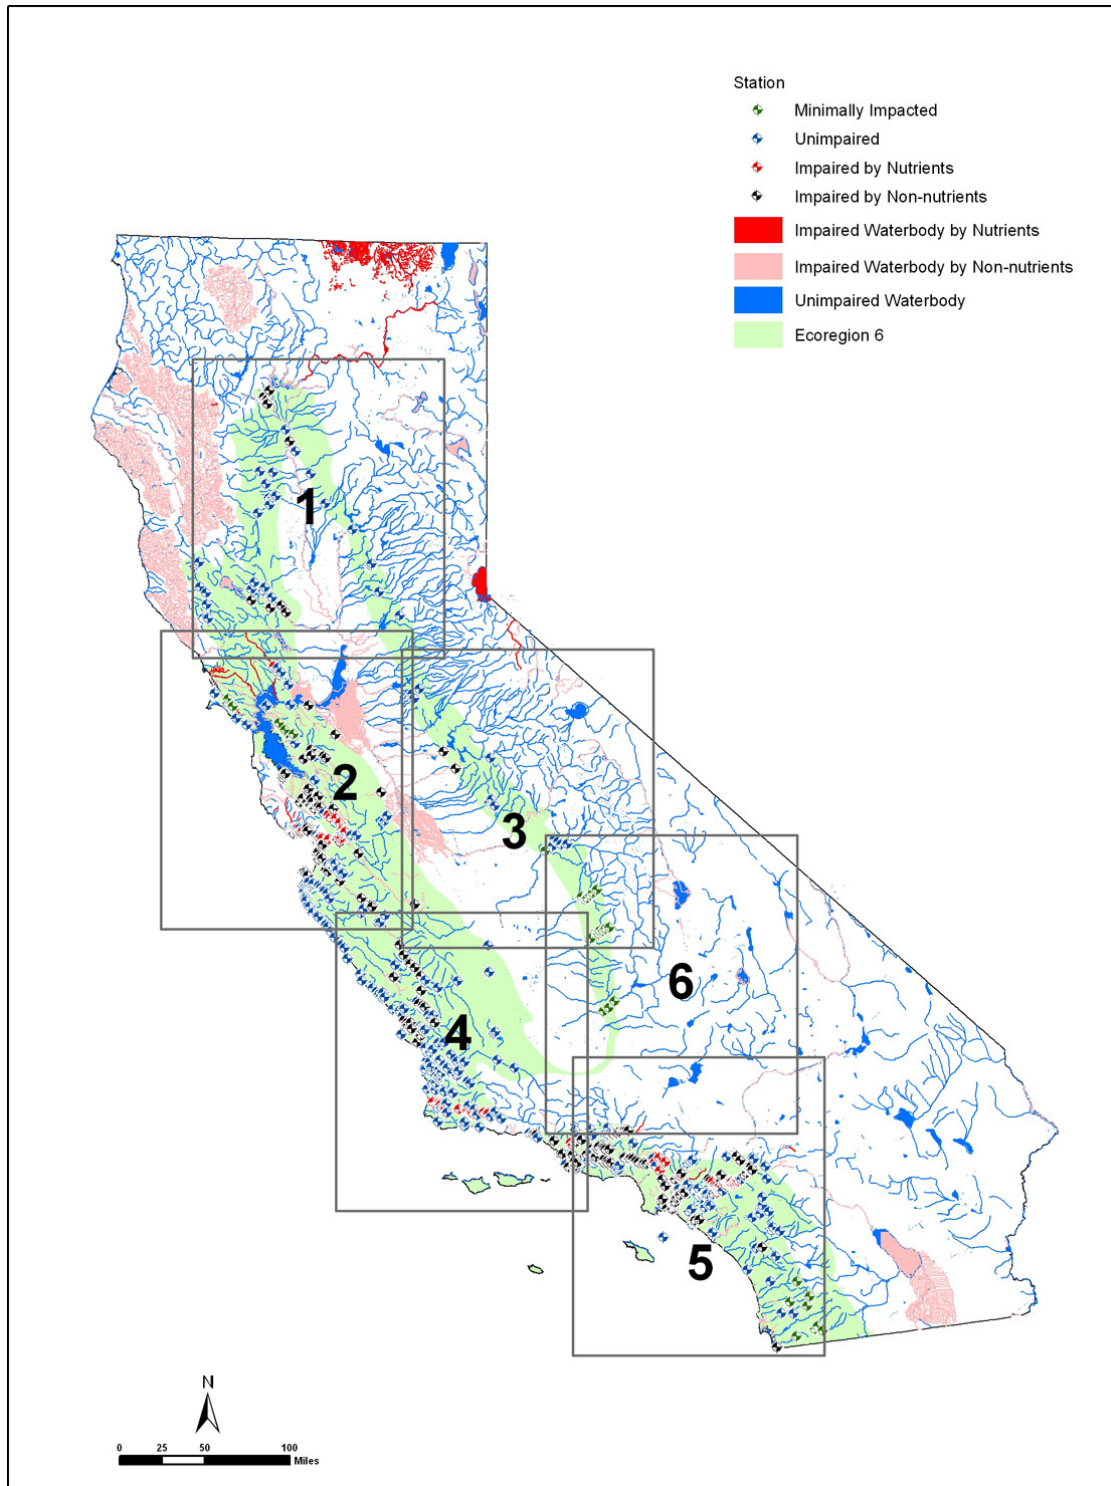 Station
Minimally Impacted
Unimpaired
Impaired by Nutrients
Impaired by Non-nutrients
Impaired Waterbody by Nutrients
Impaired Waterbody by Non-nutrients
Unimpaired Waterbody
Ecoregion 6
1
2
3
4
6
5
N
0 25 50 100
Miles